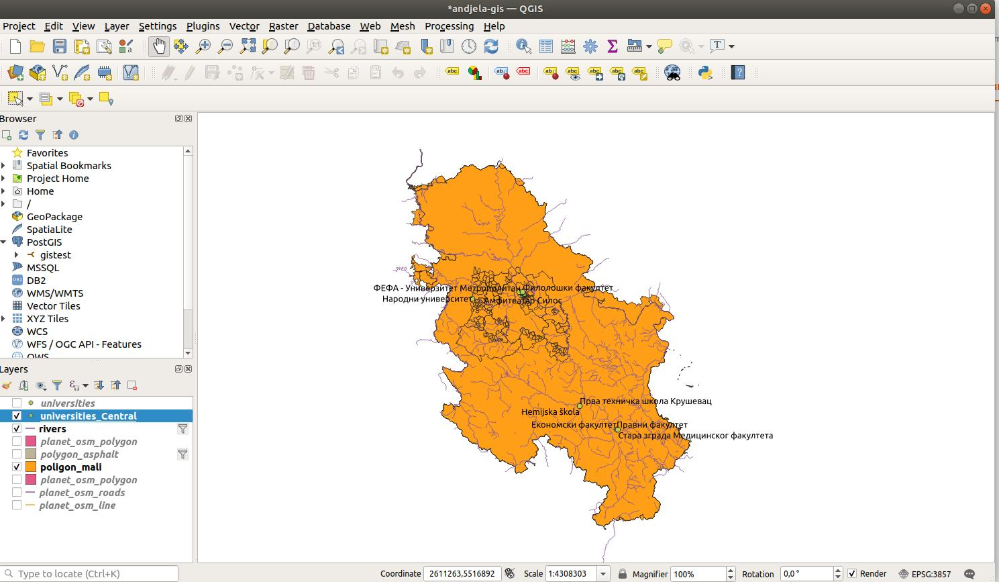 *andjela-gis — QGIS
Project Edit View Layer Settings Plugins Vector Raster Database Web Mesh Processing Help
Browser
Favorites
Spatial Bookmarks
Project Home
Home
/
GeoPackage
SpatiaLite
PostGIS
gistest
MSSQL
DB2
WMS/WMTS
Vector Tiles
XYZ Tiles
WCS
WFS / OGC API - Features
OWS
Layers
universities
universities_Central
rivers
planet_osm_polygon
polygon_asphalt
poligon_mali
planet_osm_polygon
planet_osm_roads
planet_osm_line
ФЕФА - Универзитет Метрополитан Филолошки факултет
Народни универзитет Амфитеатар Силос
Прва техничка школа Крушевац
Hemijska škola
Економски факултет Правни факултет
Стара зграда Медицинског факултета
Type to locate (Ctrl+K) Coordinate 2611263,5516892 Scale 1:4308303 Magnifier 100% Rotation 0,0 ° Render EPSG:3857